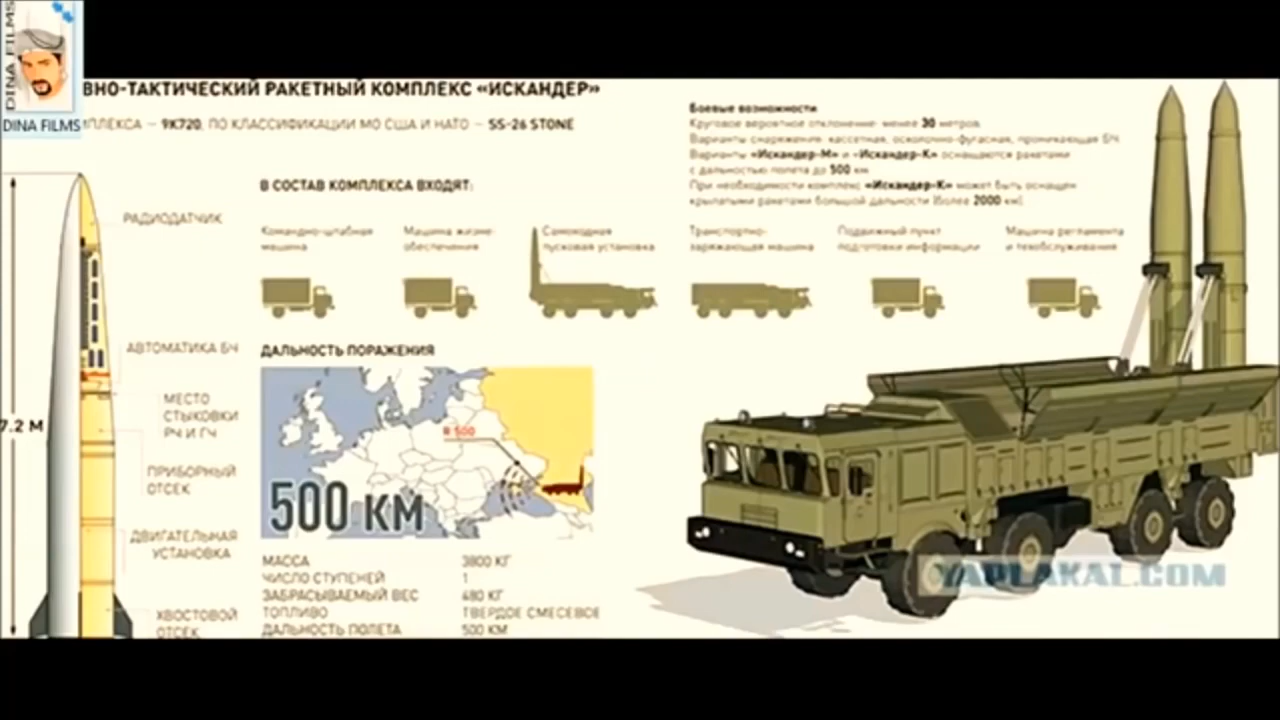 DINA FILMS
DINA FILMS
ВНО-ТАКТИЧЕСКИЙ РАКЕТНЫЙ КОМПЛЕКС «ИСКАНДЕР»
ПЛЕКСА — 9К720, ПО КЛАССИФИКАЦИИ МО США И НАТО — SS-26 STONE
Боевые возможности
Круговое вероятное отклонение- менее 30 метров
Варианты снаряжения: кассетная, осколочно-фугасная, проникающая БЧ
Варианты «Искандер-М» и «Искандер-К» оснащаются ракетами
с дальностью полета до 500 км
При необходимости комплекс «Искандер-К» может быть оснащен
крылатыми ракетами большой дальности (более 2000 км)
В СОСТАВ КОМПЛЕКСА ВХОДЯТ:
Командно-штабная
машина
Машина жизне-
обеспечения
Самоходная
пусковая установка
Транспортно-
заряжающая машина
Подвижный пункт
подготовки информации
Машина регламента
и техобслуживания
РАДИОДАТЧИК
АВТОМАТИКА БЧ
МЕСТО
СТЫКОВКИ
РЧ И ГЧ
ПРИБОРНЫЙ
ОТСЕК
ДВИГАТЕЛЬНАЯ
УСТАНОВКА
ХВОСТОВОЙ
ОТСЕК
7.2 М
ДАЛЬНОСТЬ ПОРАЖЕНИЯ
R 500
500 КМ
МАССА 3800 КГ
ЧИСЛО СТУПЕНЕЙ 1
ЗАБРАСЫВАЕМЫЙ ВЕС 480 КГ
ТОПЛИВО ТВЕРДОЕ СМЕСЕВОЕ
ДАЛЬНОСТЬ ПОЛЕТА 500 КМ
YAPLAKAL.COM